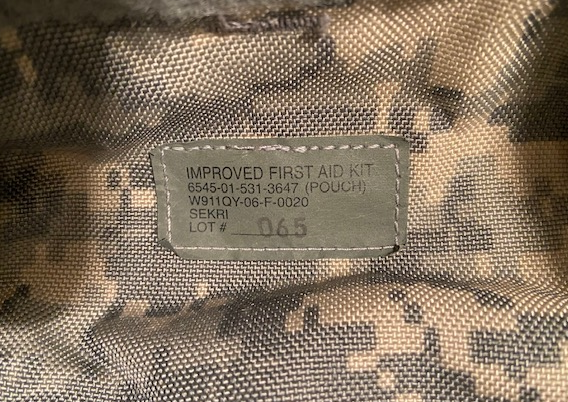 IMPROVED FIRST AID KIT
6545-01-531-3647 (POUCH)
W911QY-06-F-0020
SEKRI
LOT # 065